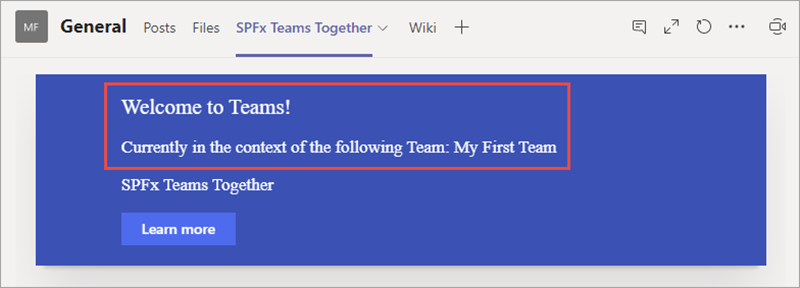 MF General Posts Files SPFx Teams Together Wiki
Welcome to Teams!
Currently in the context of the following Team: My First Team
SPFx Teams Together
Learn more